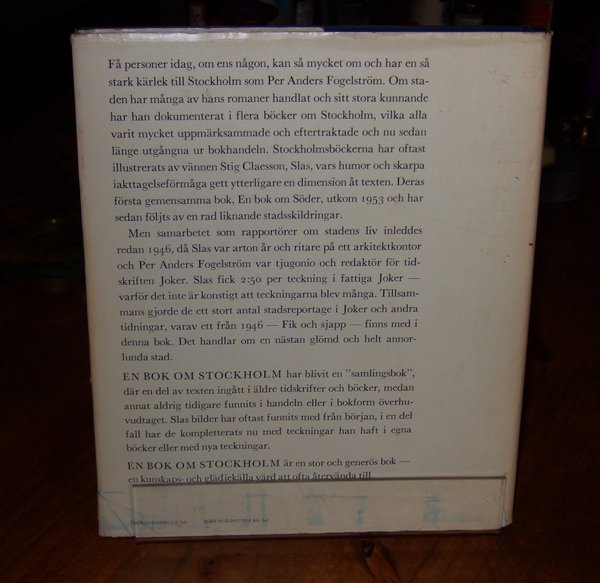 Få personer idag, om ens någon, kan så mycket om och har en så
stark kärlek till Stockholm som Per Anders Fogelström. Om sta-
den har många av hans romaner handlat och sitt stora kunnande
har han dokumenterat i flera böcker om Stockholm, vilka alla
varit mycket uppmärksammade och eftertraktade och nu sedan
länge utgångna ur bokhandeln. Stockholmsböckerna har oftast
illustrerats av vännen Stig Claesson, Slas, vars humor och skarpa
iakttagelseförmåga gett ytterligare en dimension åt texten. Deras
första gemensamma bok, En bok om Söder, utkom 1953 och har
sedan följts av en rad liknande stadsskildringar.
Men samarbetet som rapportörer om stadens liv inleddes
redan 1946, då Slas var arton år och ritare på ett arkitektkontor
och Per Anders Fogelström var tjugonio och redaktör för tid-
skriften Joker. Slas fick 2:50 per teckning i fattiga Joker —
varför det inte är konstigt att teckningarna blev många. Tillsam-
mans gjorde de ett stort antal stadsreportage i Joker och andra
tidningar, varav ett från 1946 — Fik och sjapp — finns med i
denna bok. Det handlar om en nästan glömd och helt annor-
lunda stad.
EN BOK OM STOCKHOLM har blivit en "samlingsbok",
där en del av texten ingått i äldre tidskrifter och böcker, medan
annat aldrig tidigare funnits i handeln eller i bokform överhu-
vudtaget. Slas bilder har oftast funnits med från början, i en del
fall har de kompletterats nu med teckningar han haft i egna
böcker eller med nya teckningar.
EN BOK OM STOCKHOLM är en stor och generös bok —
en kunskaps- och glädjekälla värd att ofta återvända till.